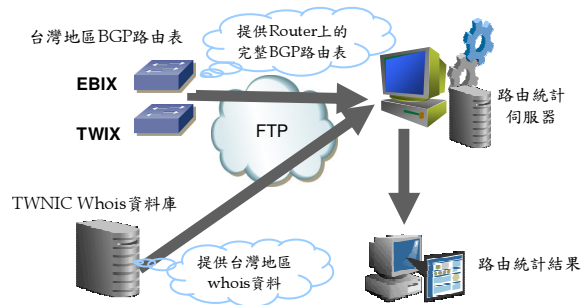 台灣地區BGP路由表
提供Router上的
完整BGP路由表
EBIX
TWIX
FTP
路由統計
伺服器
TWNIC Whois資料庫
提供台灣地區
whois資料
路由統計結果